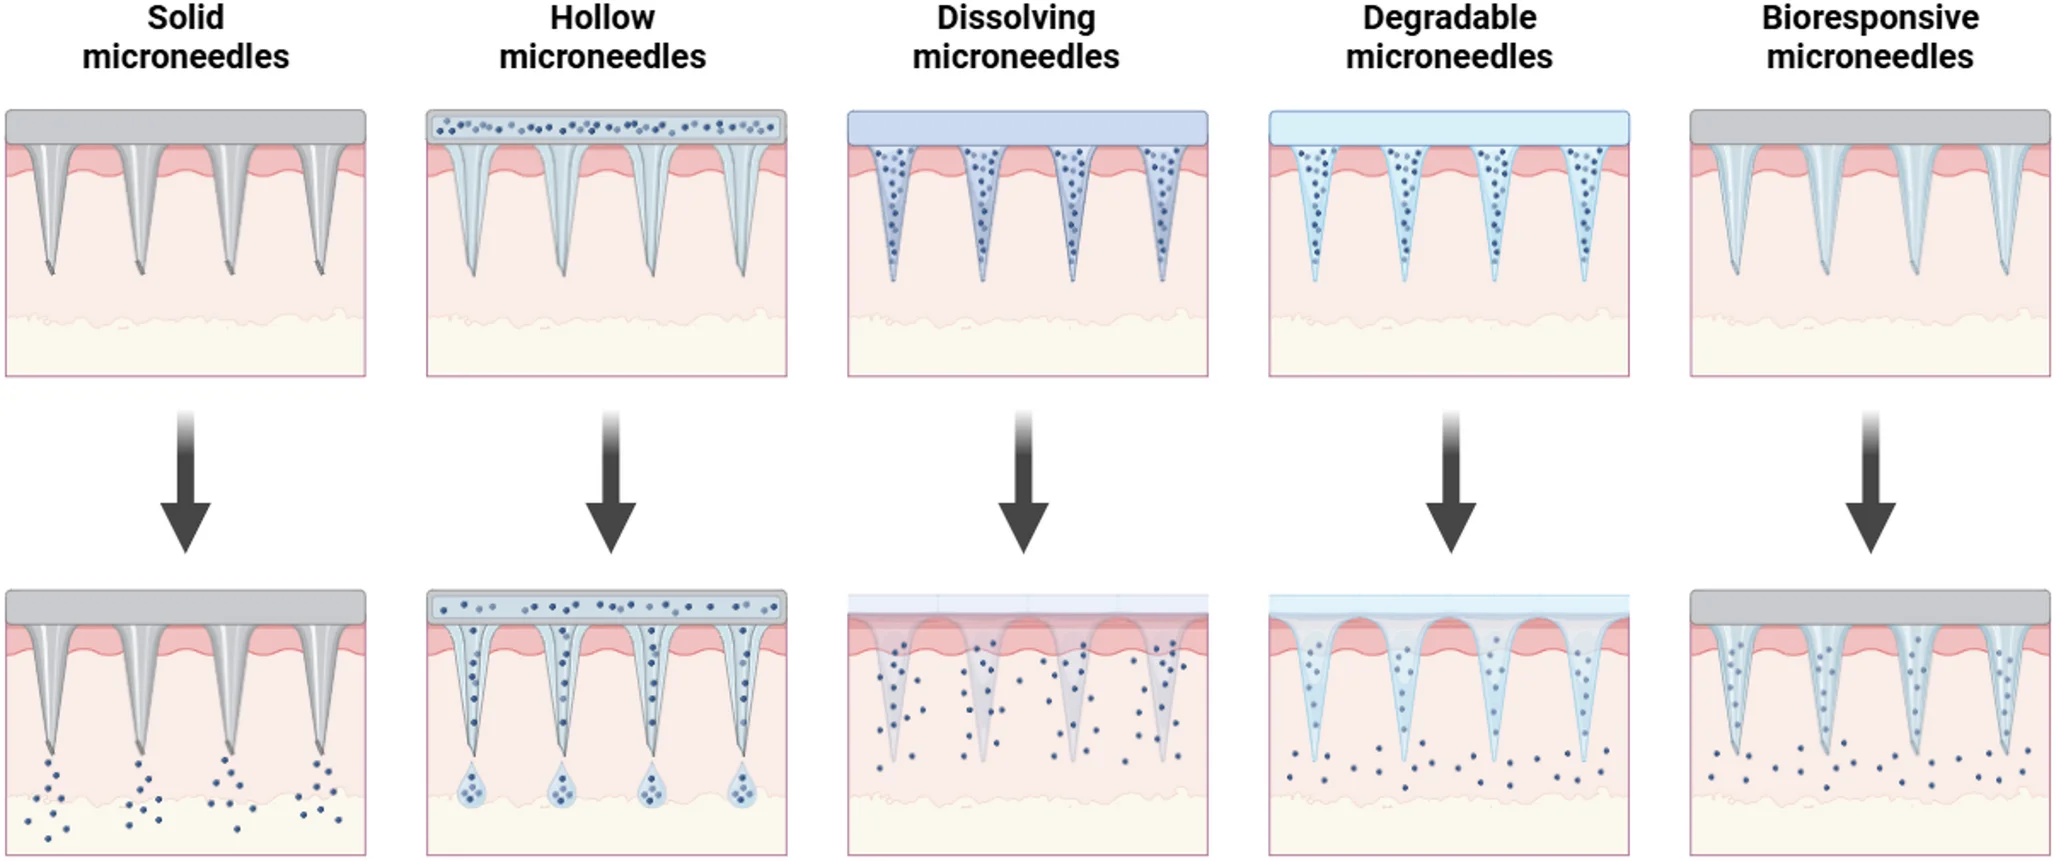 Solid
microneedles
Hollow
microneedles
Dissolving
microneedles
Degradable
microneedles
Bioresponsive
microneedles